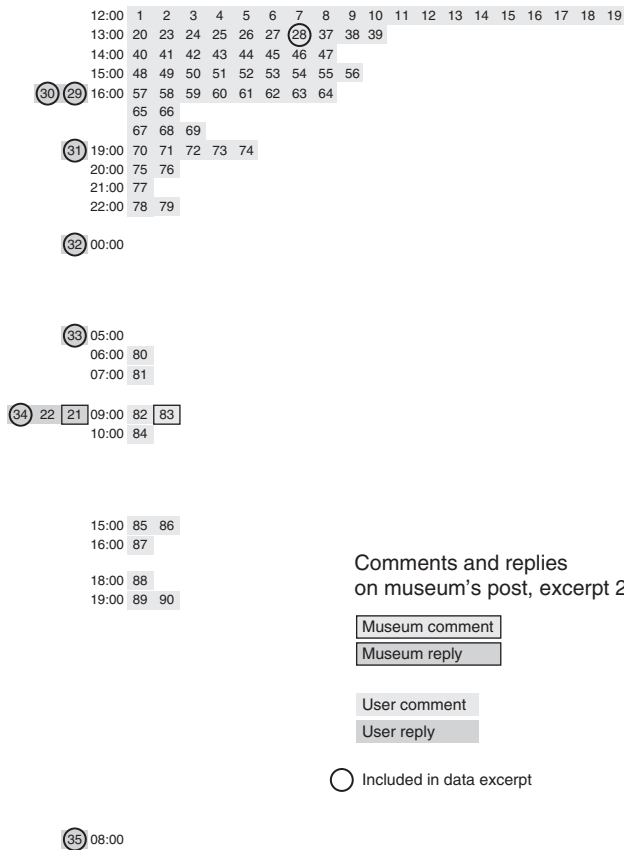 12:00 1 2 3 4 5 6 7 8 9 10 11 12 13 14 15 16 17 18 19
13:00 20 23 24 25 26 27 28 37 38 39
14:00 40 41 42 43 44 45 46 47
15:00 48 49 50 51 52 53 54 55 56
30 29 16:00 57 58 59 60 61 62 63 64
65 66
67 68 69
31 19:00 70 71 72 73 74
20:00 75 76
21:00 77
22:00 78 79
32 00:00
33 05:00
06:00 80
07:00 81
34 22 21 09:00 82 83
10:00 84
15:00 85 86
16:00 87
18:00 88
19:00 89 90
Comments and replies
on museum's post, excerpt 2
Museum comment
Museum reply
User comment
User reply
Included in data excerpt
35 08:00